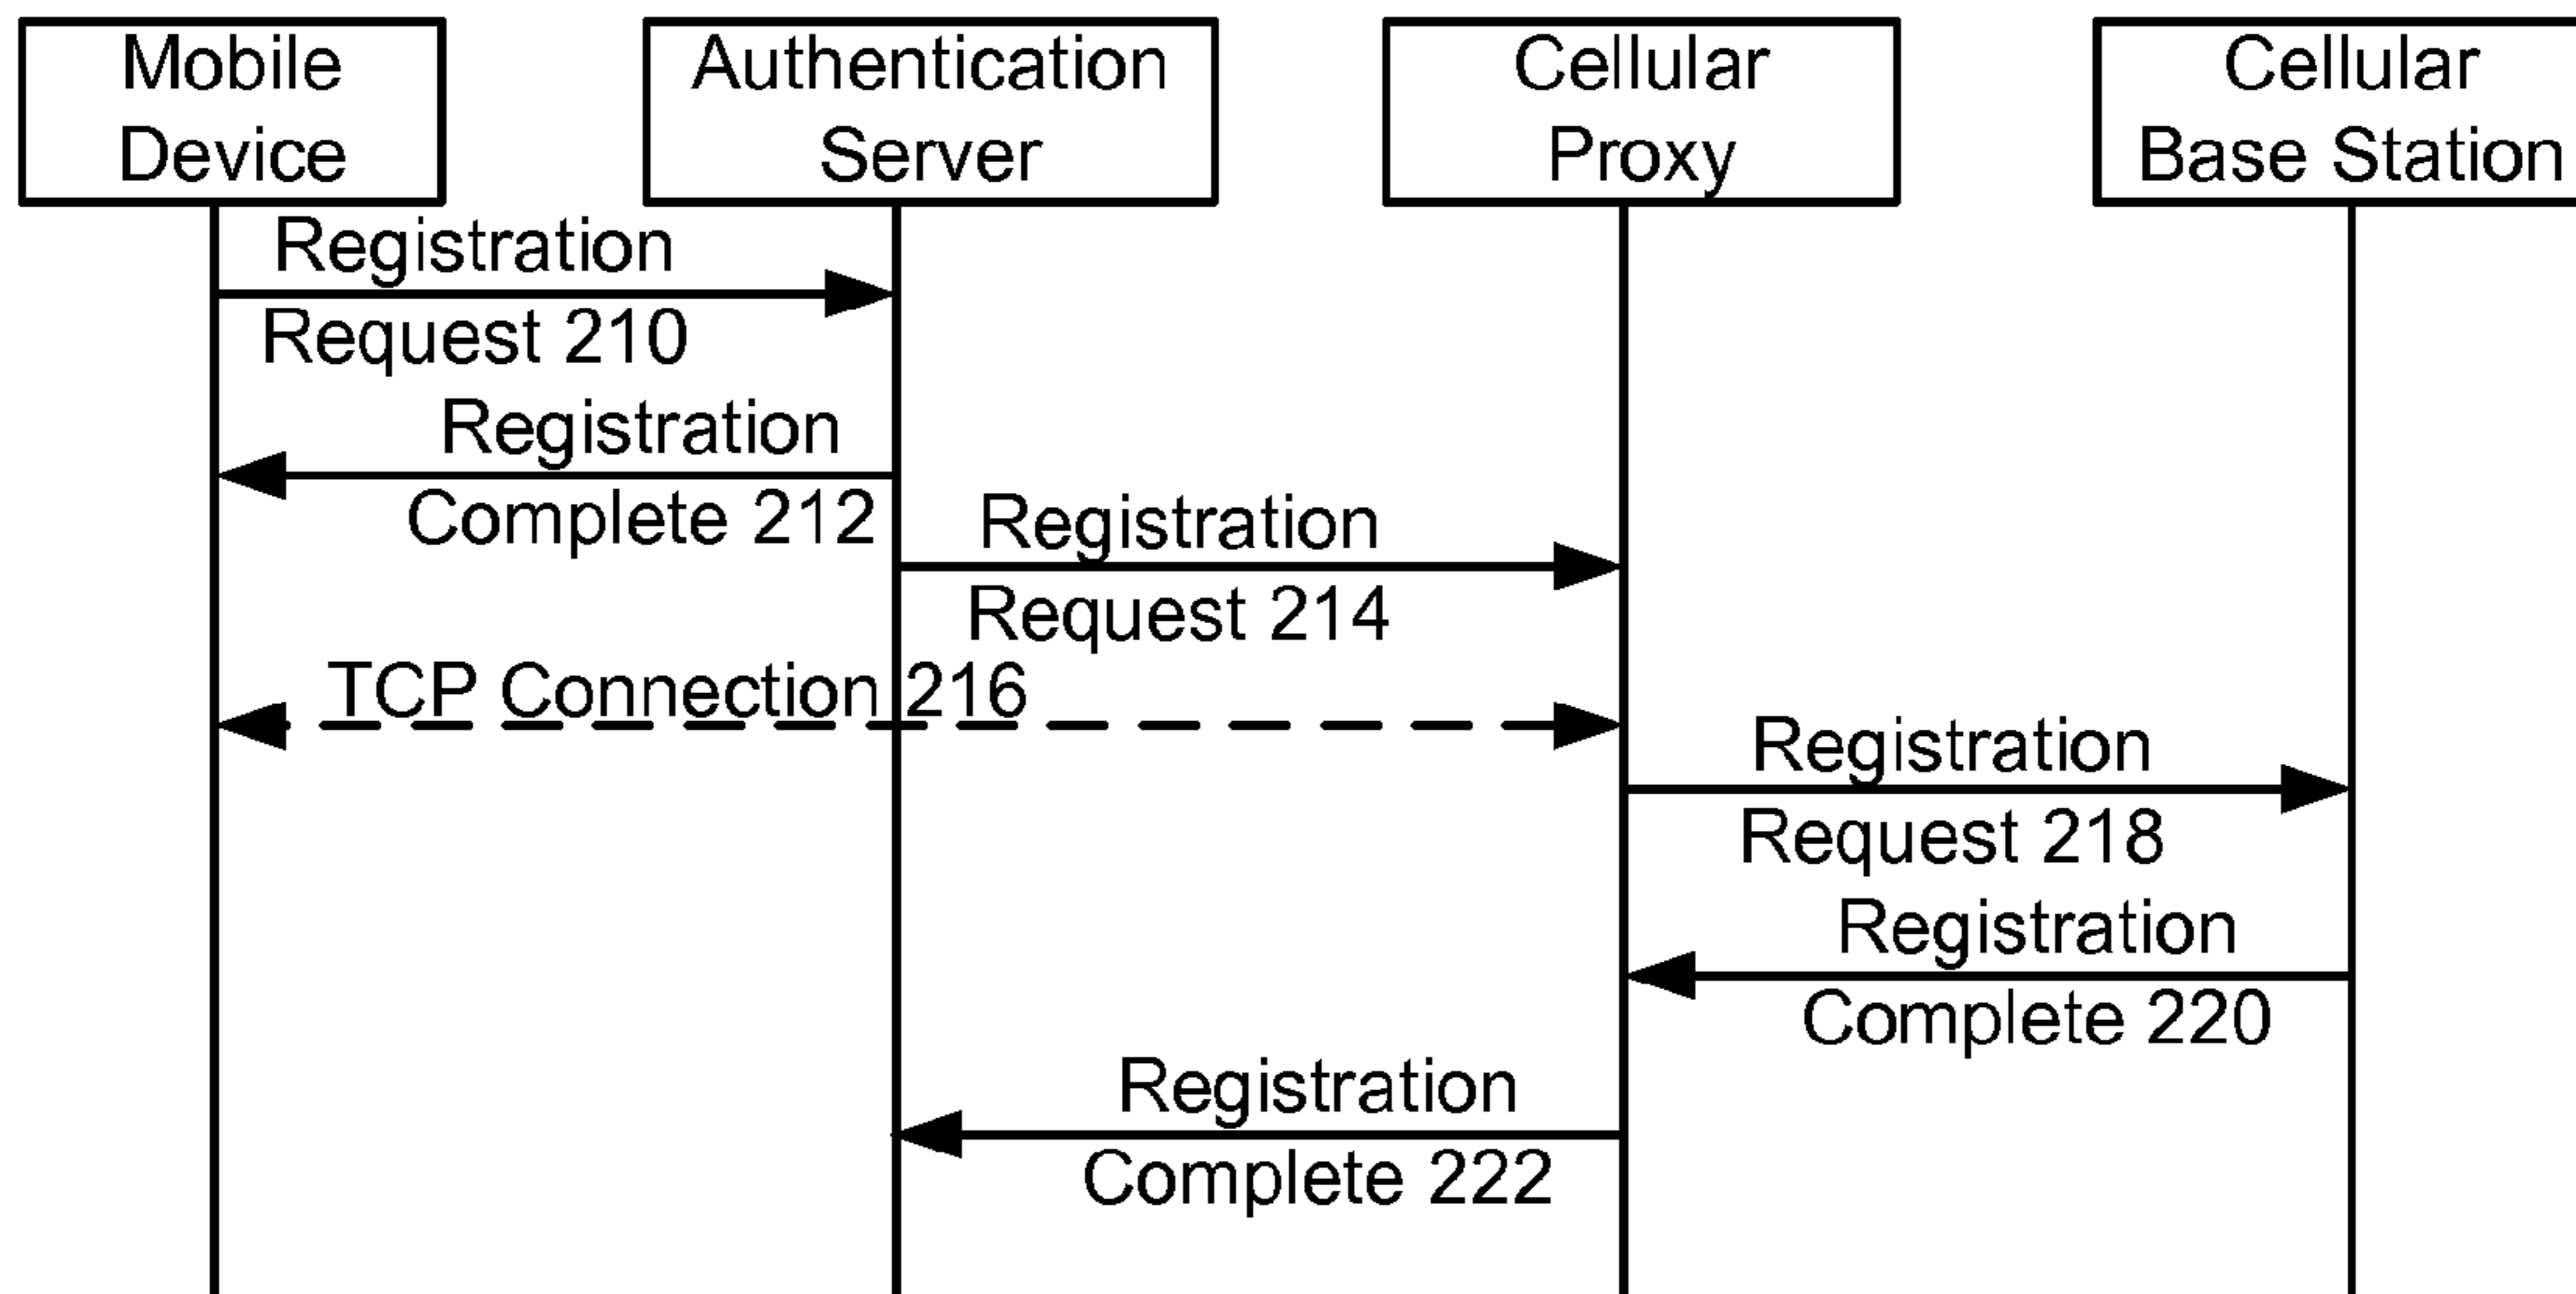 Mobile
Device
Authentication
Server
Cellular
Proxy
Cellular
Base Station
Registration
Request 210
Registration
Complete 212
Registration
Request 214
TCP Connection 216
Registration
Request 218
Registration
Complete 220
Registration
Complete 222